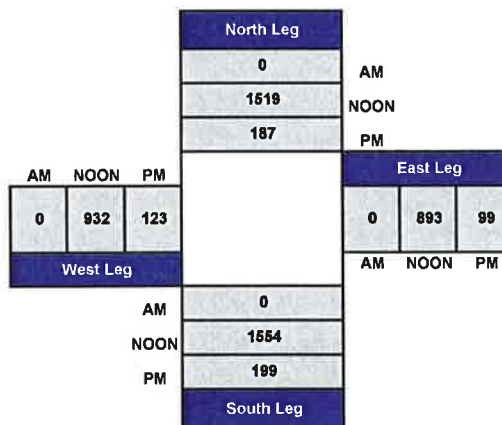 North Leg
0 AM
1519 NOON
187 PM
AM NOON PM
East Leg
0 932 123
0 893 99
West Leg
AM NOON PM
AM 0
NOON 1554
PM 199
South Leg